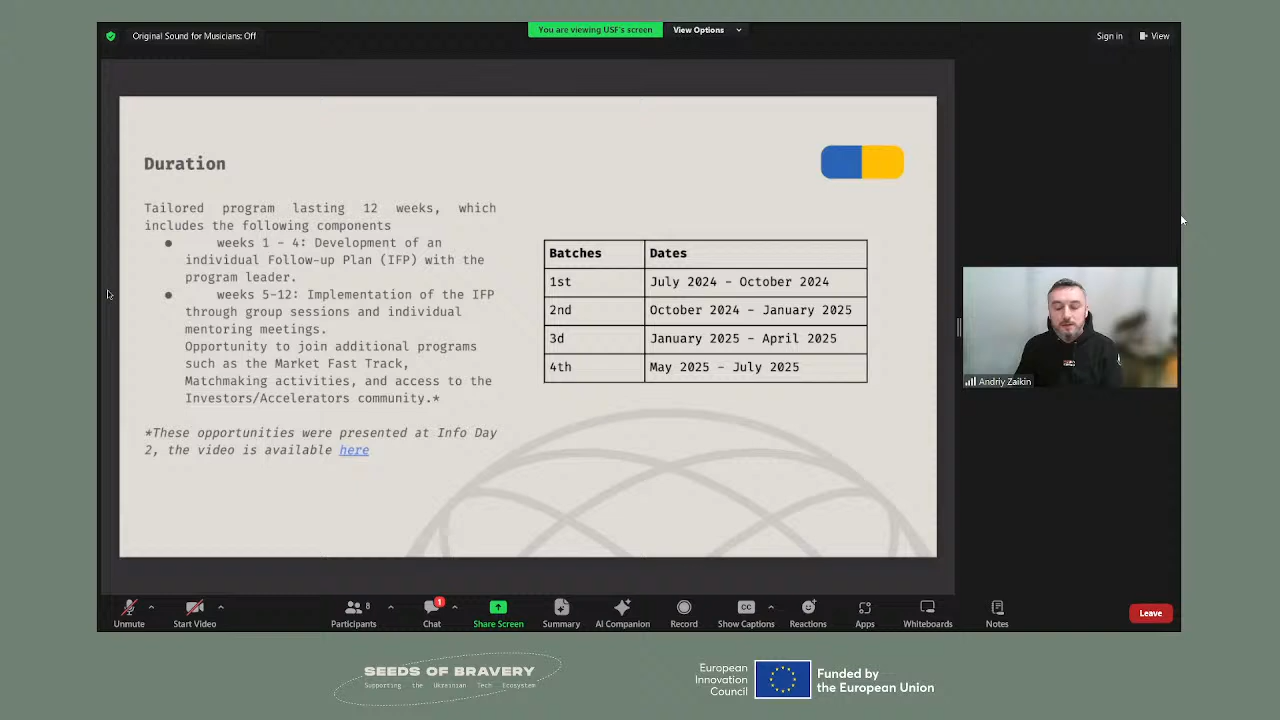 Original Sound for Musicians: Off
You are viewing USF's screen
View Options
Sign in
View
Duration
Tailored program lasting 12 weeks, which
includes the following components
● weeks 1 - 4: Development of an
individual Follow-up Plan (IFP) with the
program leader.
● weeks 5-12: Implementation of the IFP
through group sessions and individual
mentoring meetings.
Opportunity to join additional programs
such as the Market Fast Track,
Matchmaking activities, and access to the
Investors/Accelerators community.*
*These opportunities were presented at Info Day
2, the video is available here
Batches Dates
1st July 2024 - October 2024
2nd October 2024 - January 2025
3d January 2025 - April 2025
4th May 2025 - July 2025
Andriy Zaikin
Unmute
Start Video
8
Participants
1
Chat
Share Screen
Summary
AI Companion
Record
CC
Show Captions
Reactions
Apps
Whiteboards
Notes
Leave
SEEDS OF BRAVERY
Supporting the Ukrainian Tech Ecosystem
European
Innovation
Council
Funded by
the European Union